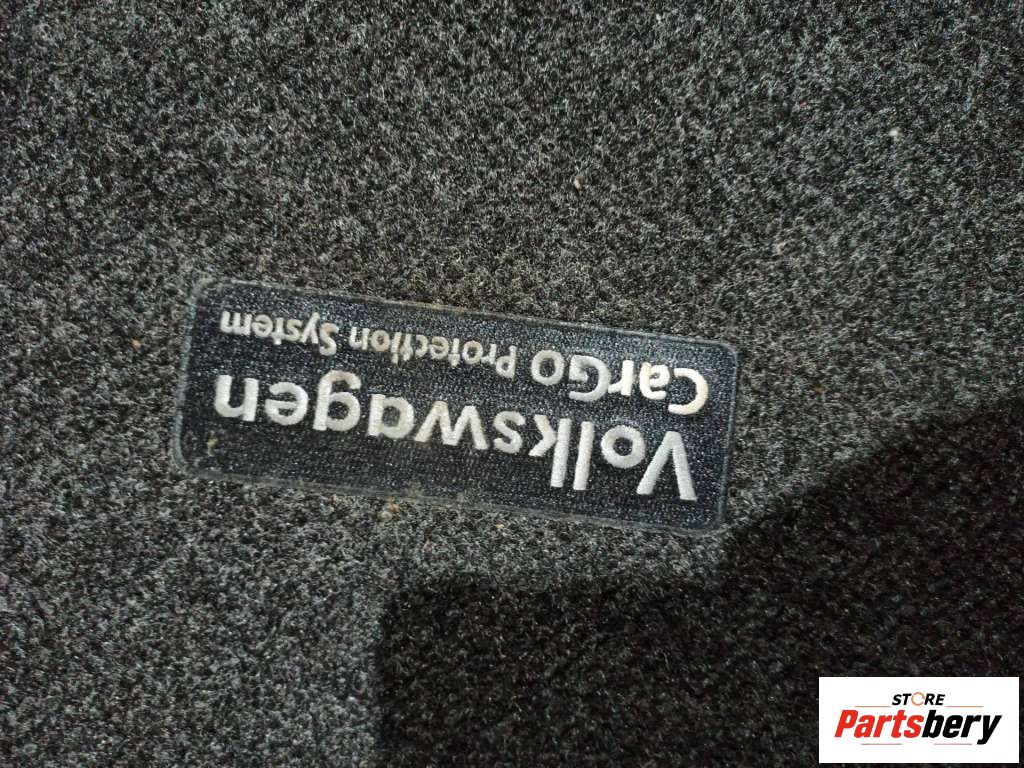 Volkswagen
CarGo Protection System
STORE
Partsbery